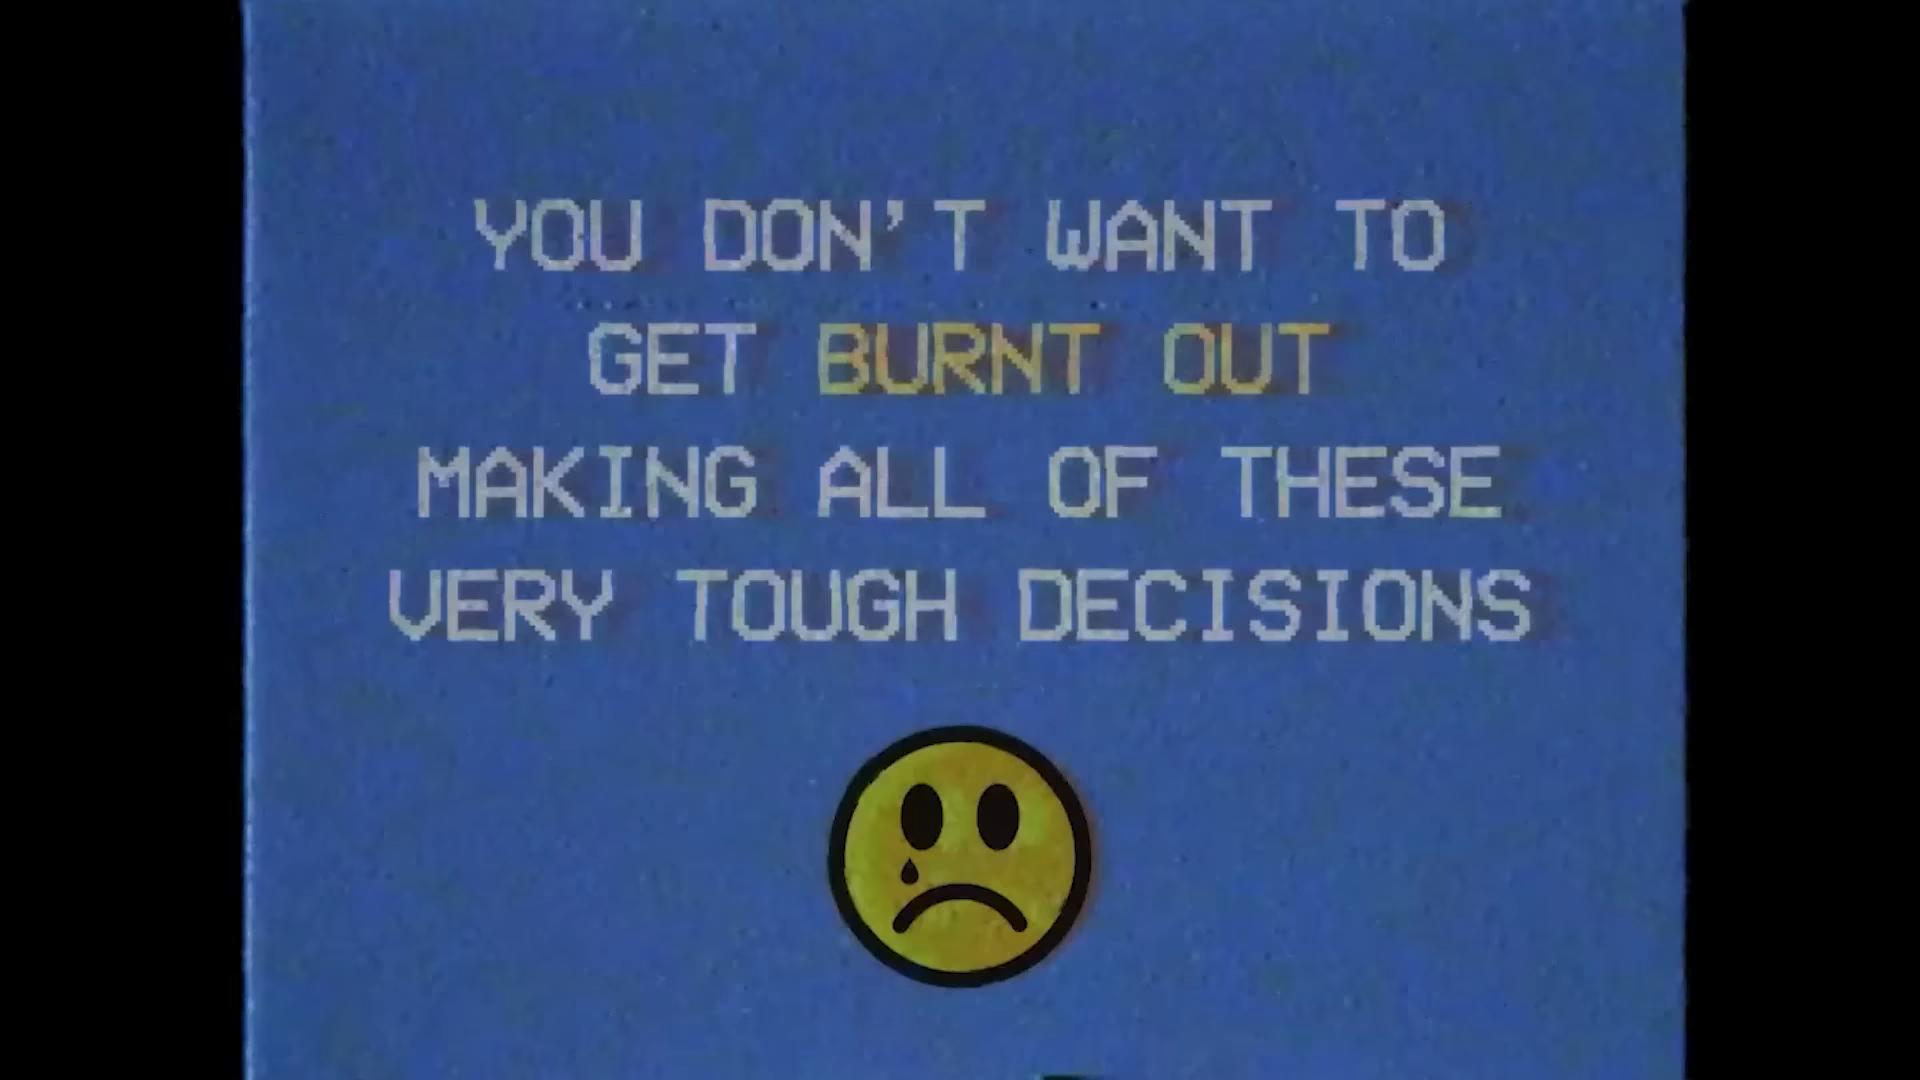 YOU DON'T WANT TO
GET BURNT OUT
MAKING ALL OF THESE
VERY TOUGH DECISIONS